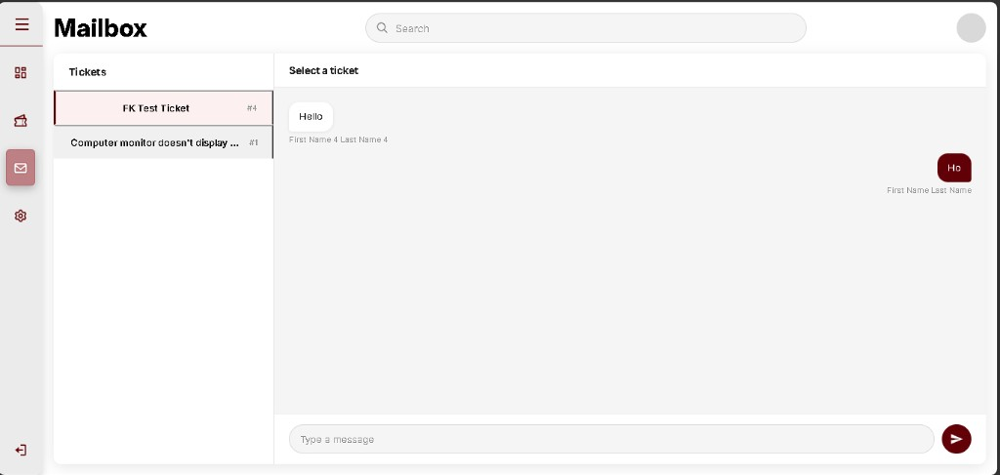 Mailbox
Search
Tickets
Select a ticket
FK Test Ticket #4
Computer monitor doesn't display ... #1
Hello
First Name 4 Last Name 4
Ho
First Name Last Name
Type a message